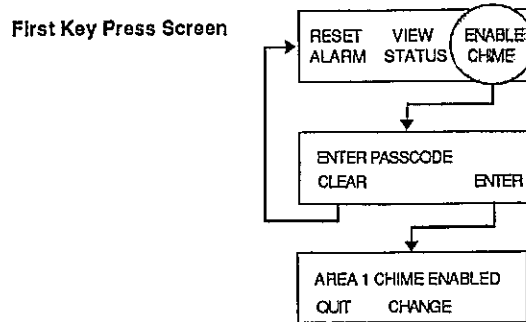 First Key Press Screen
RESET VIEW ENABLE
ALARM STATUS CHIME
ENTER PASSCODE
CLEAR ENTER
AREA 1 CHIME ENABLED
QUIT CHANGE